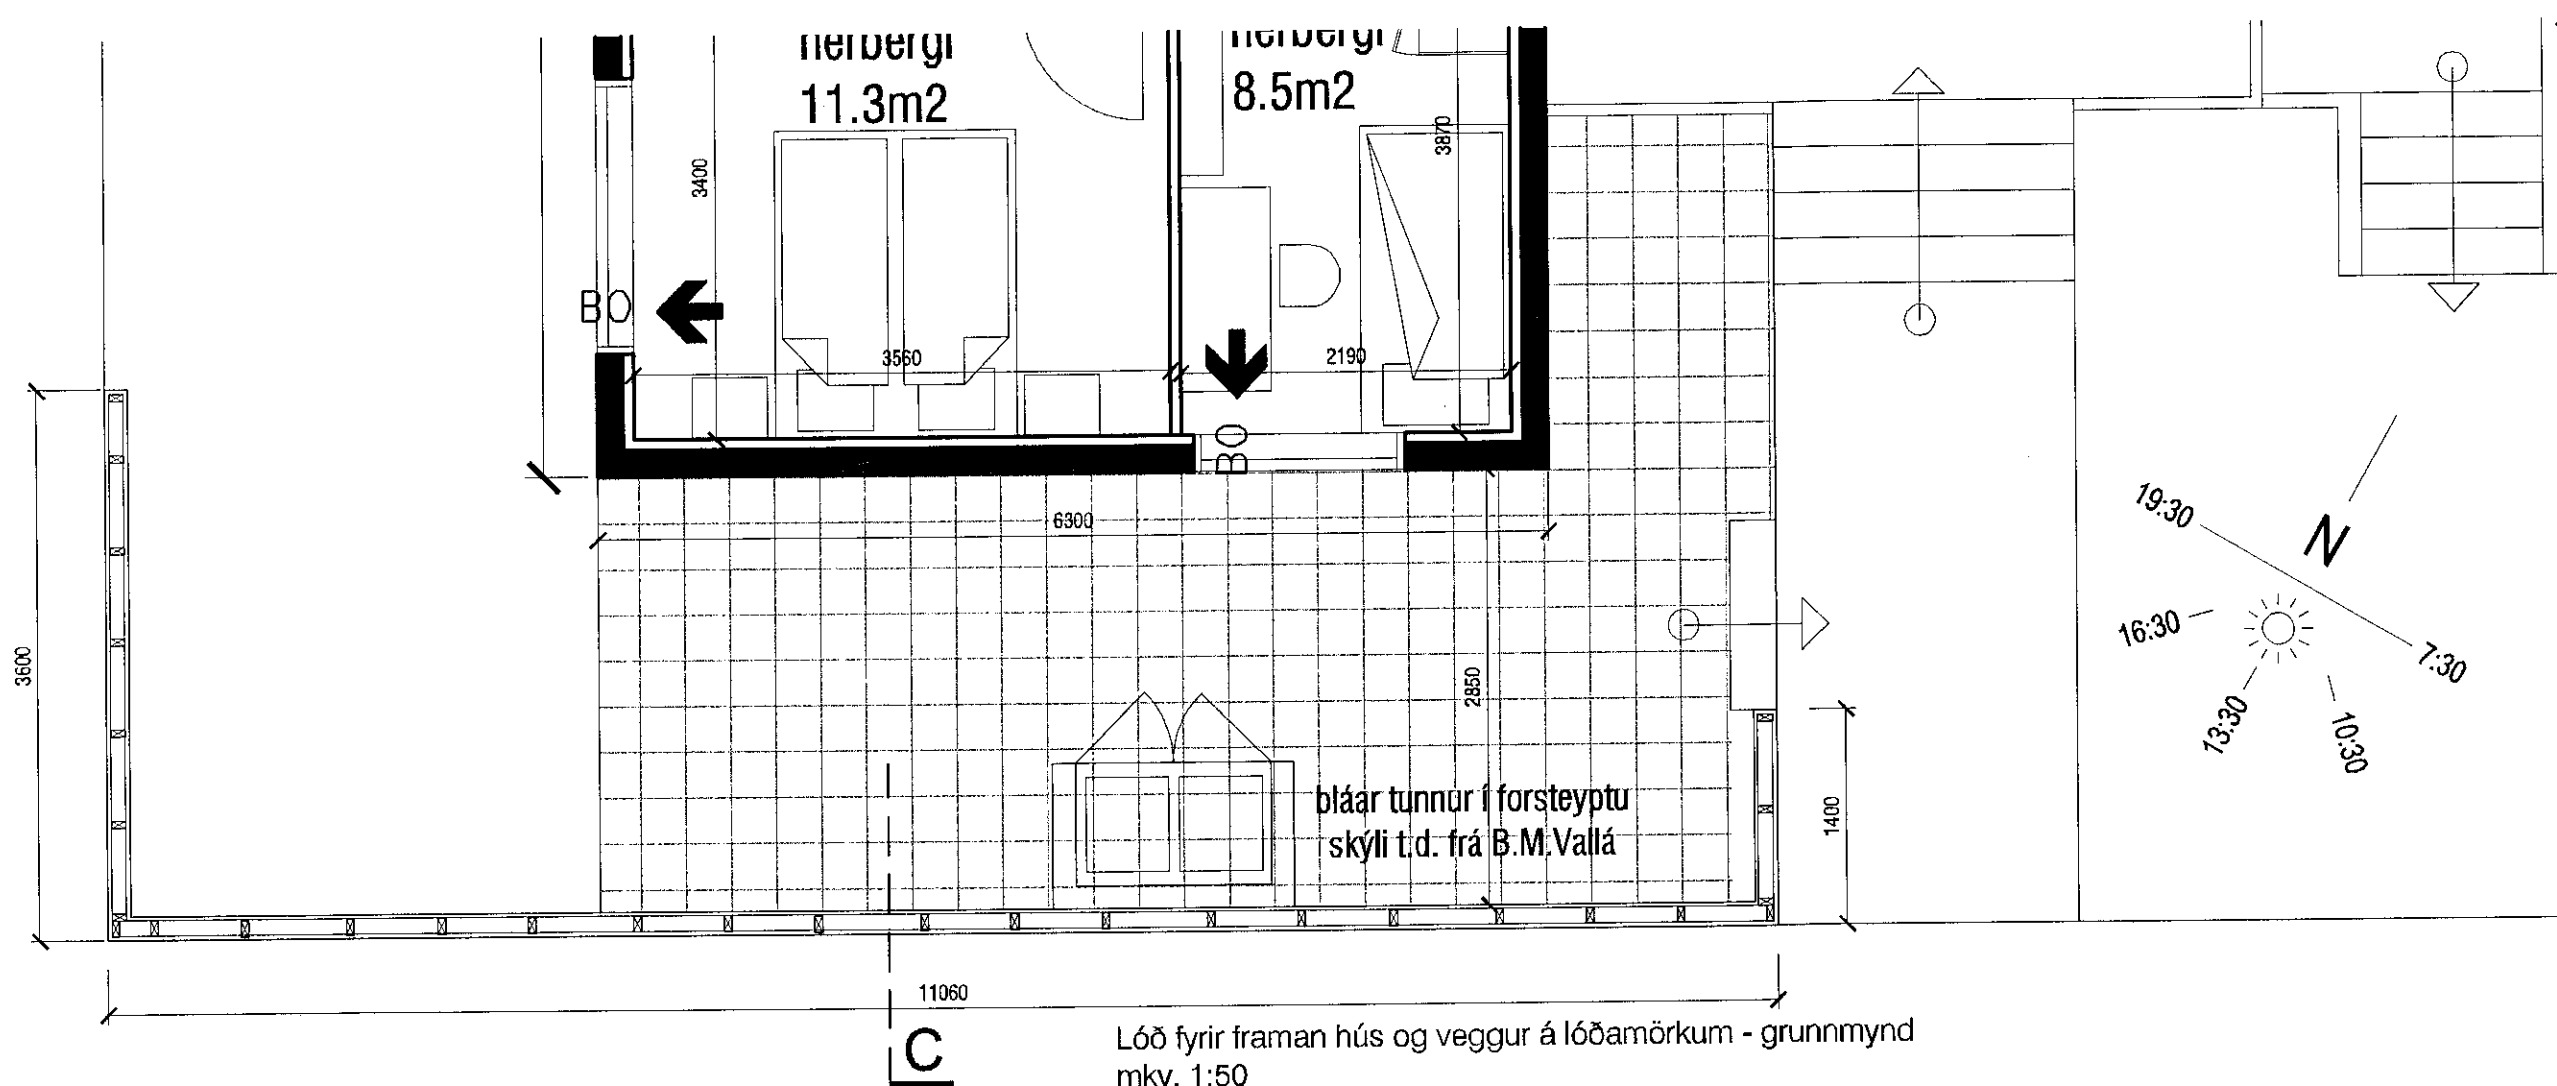 herbergi
11.3m2
herbergi
8.5m2
3400
3870
BO
3560
2190
BO
6300
3600
2850
1400
bláar tunnur í forsteyptu
skýli t.d. frá B.M.Vallá
19:30
N
16:30
7:30
13:30
10:30
11060
C
Lóð fyrir framan hús og veggur á lóðamörkum - grunnmynd
mkv. 1:50